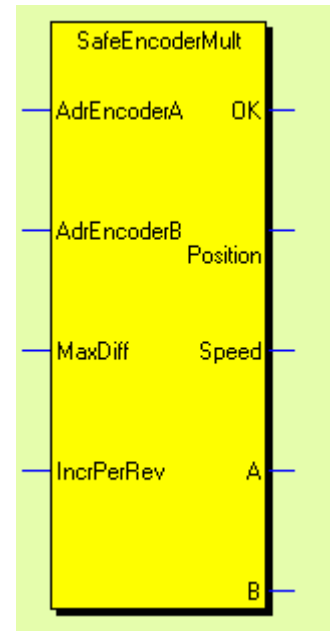 SafeEncoderMult
AdrEncoderA OK
AdrEncoderB
Position
MaxDiff Speed
IncrPerRev A
B